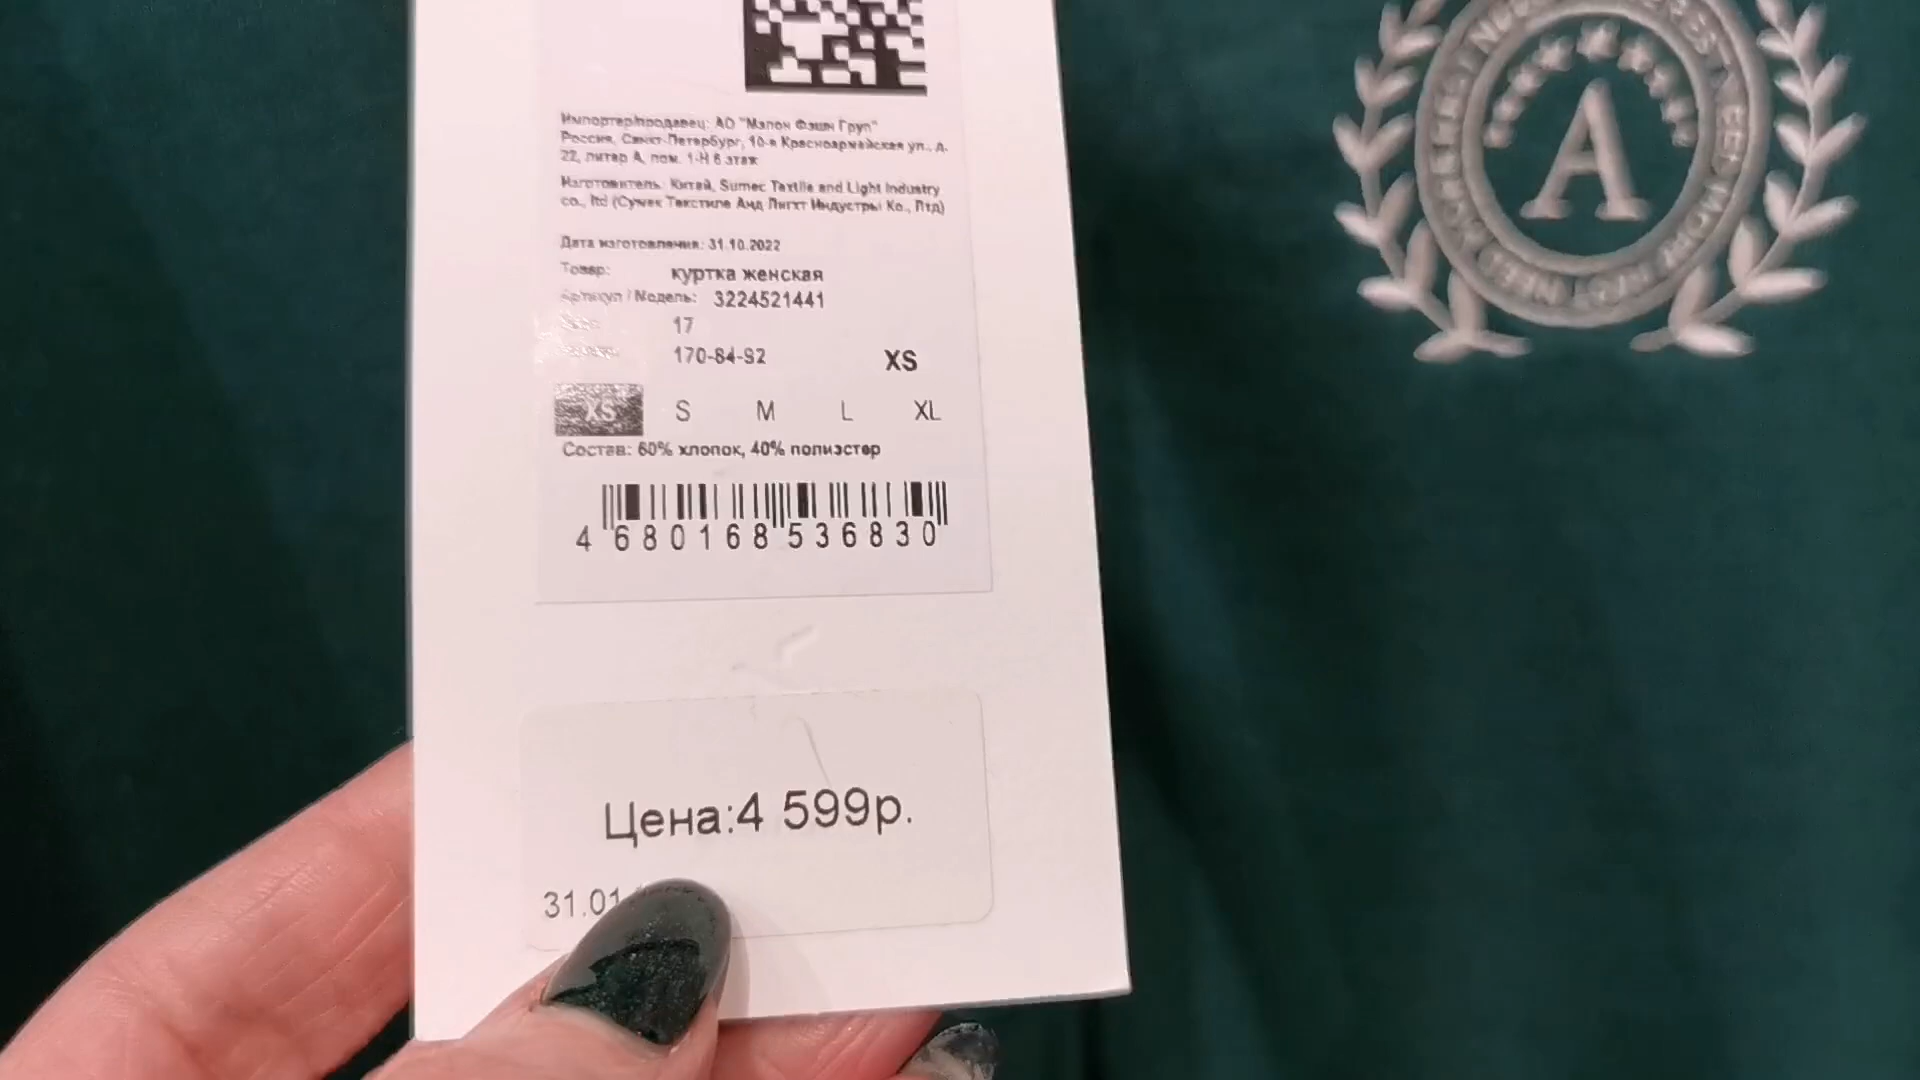 Импортер/продавец: АО "Мэлон Фэшн Груп"
Россия, Санкт-Петербург, 10-я Красноармейская ул., д.
22, литер А, пом. 1-Н 6 этаж
Изготовитель: Китай, Sumec Textile and Light Industry
co., ltd (Сумек Текстиле Анд Лигхт Индустры Ко., Лтд)
Дата изготовления: 31.10.2022
Товар: куртка женская
Артикул / Модель: 3224521441
17
170-84-92 XS
XS S M L XL
Состав: 60% хлопок, 40% полиэстер
4 680168 536830
Цена:4 599р.
31.01
A